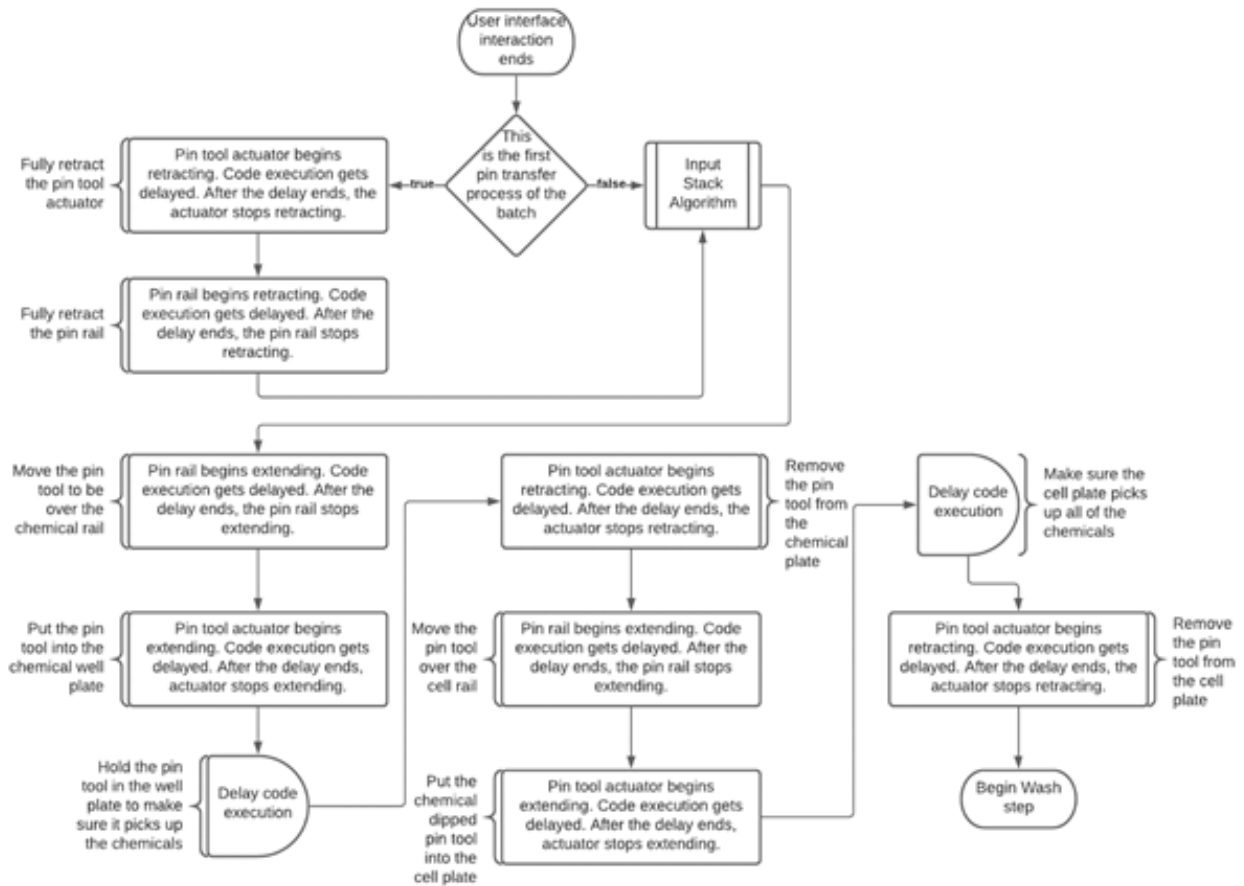 User interface
interaction
ends
This
is the first
pin transfer
process of the
batch
true
false
Input
Stack
Algorithm
Fully retract
the pin tool
actuator
Pin tool actuator begins
retracting. Code execution gets
delayed. After the delay ends, the
actuator stops retracting.
Fully retract
the pin rail
Pin rail begins retracting. Code
execution gets delayed. After the
delay ends, the pin rail stops
retracting.
Move the pin
tool to be
over the
chemical rail
Pin rail begins extending. Code
execution gets delayed. After the
delay ends, the pin rail stops
extending.
Put the pin
tool into the
chemical well
plate
Pin tool actuator begins
extending. Code execution gets
delayed. After the delay ends,
actuator stops extending.
Hold the pin
tool in the well
plate to make
sure it picks up
the chemicals
Delay code
execution
Pin tool actuator begins
retracting. Code execution gets
delayed. After the delay ends, the
actuator stops retracting.
Remove
the pin
tool from
the
chemical
plate
Move the
pin tool
over the
cell rail
Pin rail begins extending. Code
execution gets delayed. After the
delay ends, the pin rail stops
extending.
Put the
chemical
dipped
pin tool
into the
cell plate
Pin tool actuator begins
extending. Code execution gets
delayed. After the delay ends,
actuator stops extending.
Delay code
execution
Make sure the
cell plate picks
up all of the
chemicals
Pin tool actuator begins
retracting. Code execution gets
delayed. After the delay ends, the
actuator stops retracting.
Remove
the pin
tool from
the cell
plate
Begin Wash
step